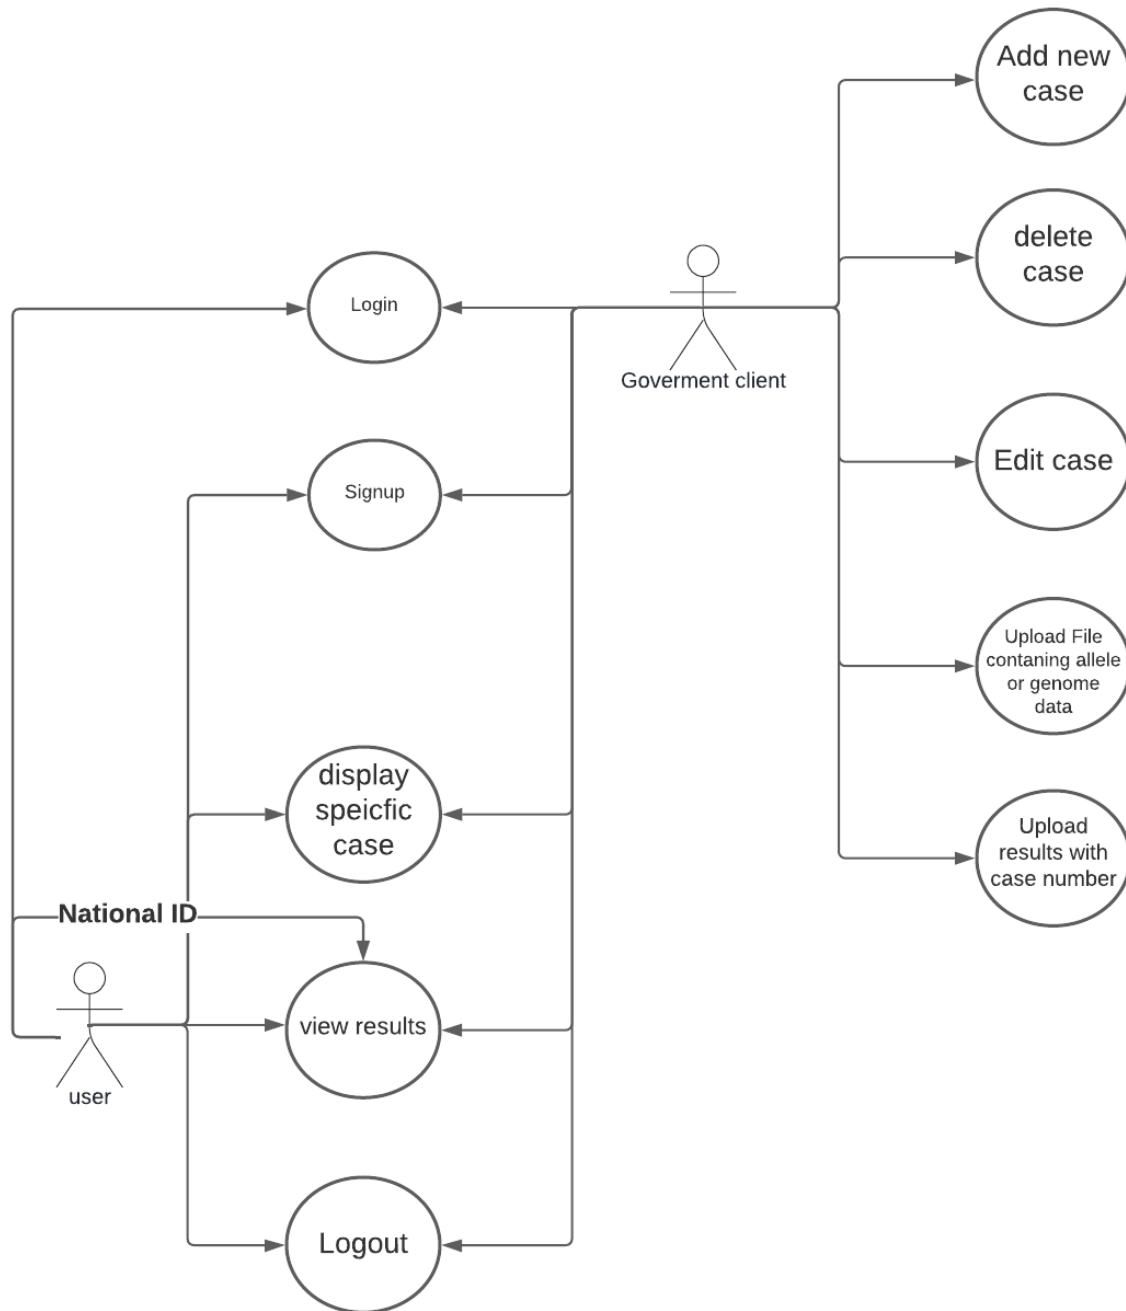 Add new
case
delete
case
Login
Goverment client
Edit case
Signup
Upload File
contaning allele
or genome
data
display
speicfic
case
Upload
results with
case number
National ID
view results
user
Logout